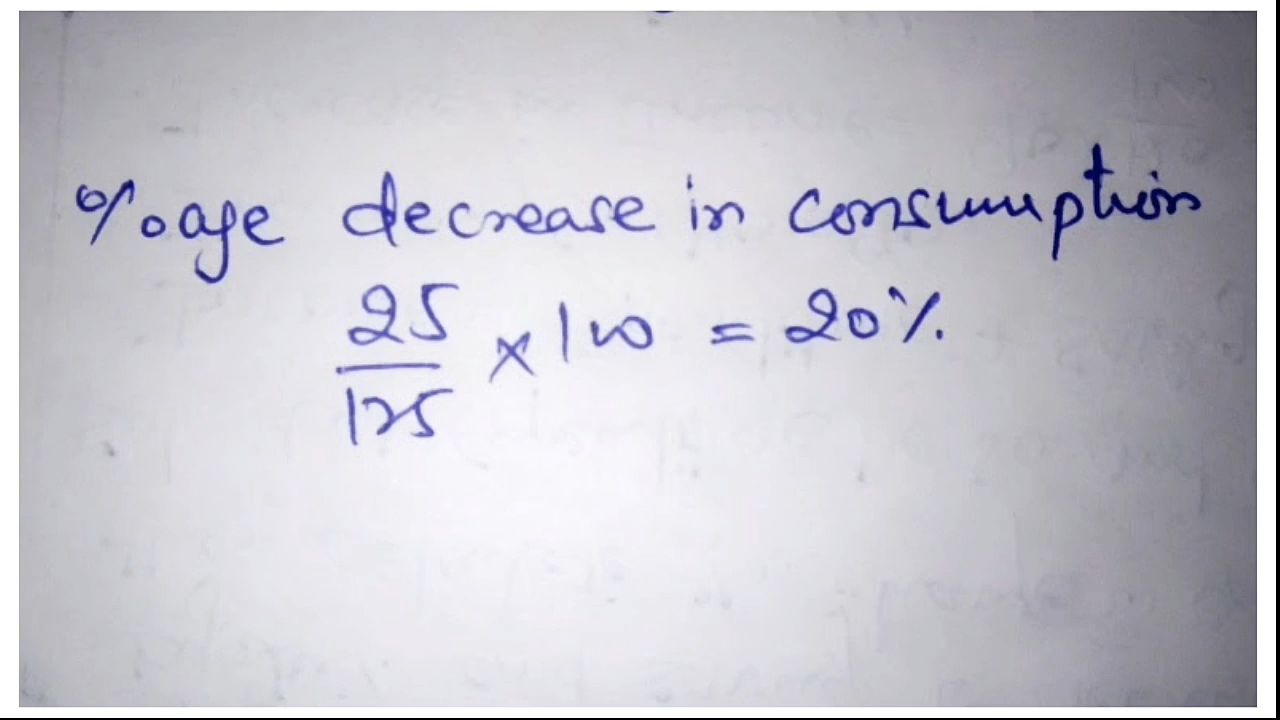 %age decrease in consumption
25/125 × 100 = 20%.